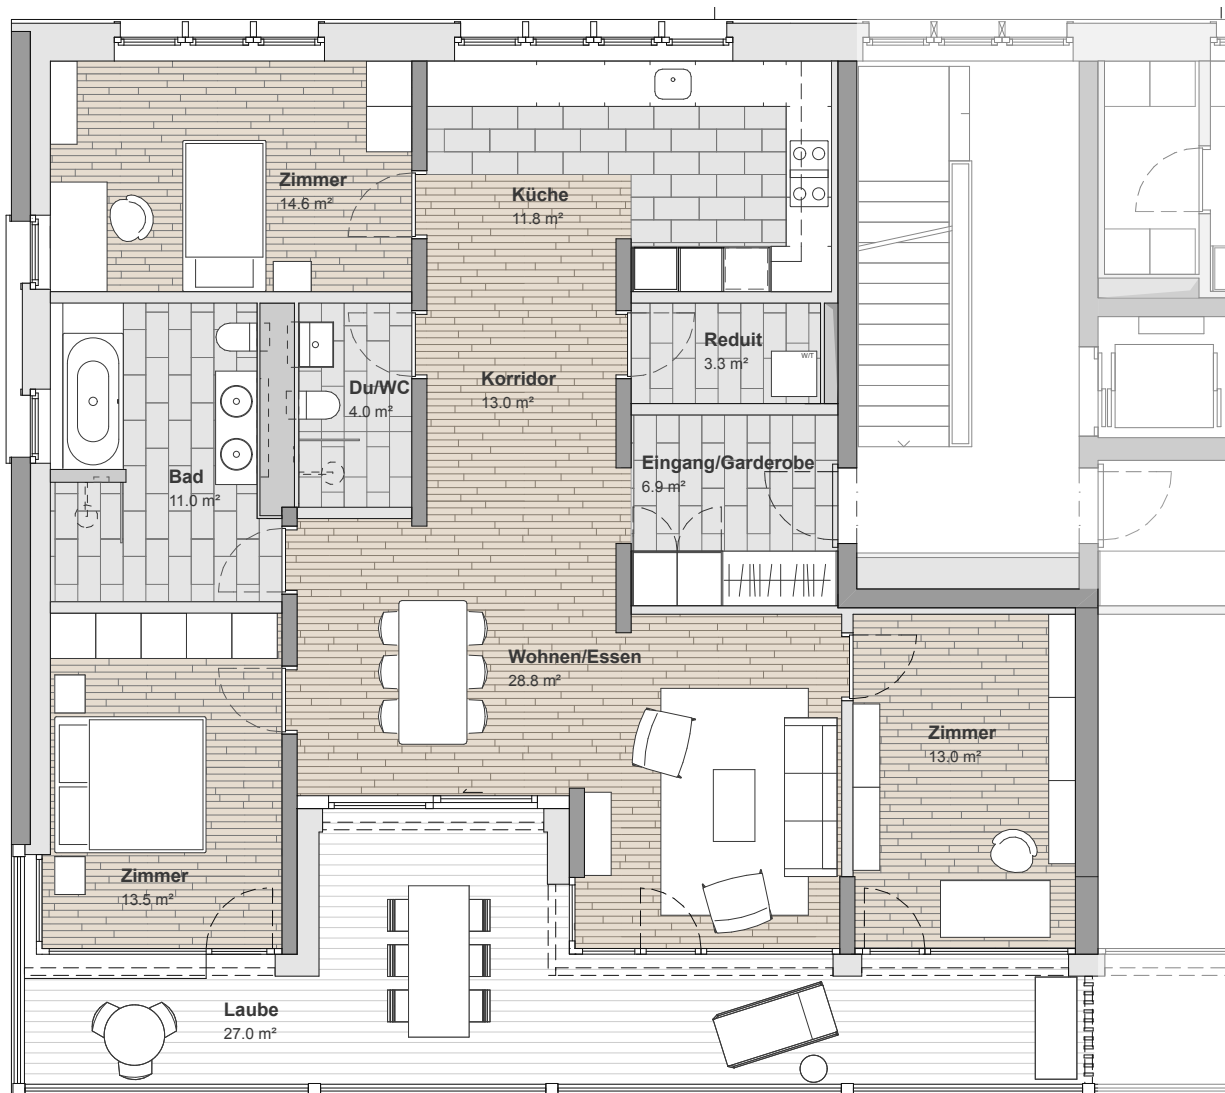 Zimmer
14.6 m²
Küche
11.8 m²
Reduit
3.3 m²
W/T
Du/WC
4.0 m²
Korridor
13.0 m²
Bad
11.0 m²
Eingang/Garderobe
6.9 m²
Wohnen/Essen
28.8 m²
Zimmer
13.0 m²
Zimmer
13.5 m²
Laube
27.0 m²